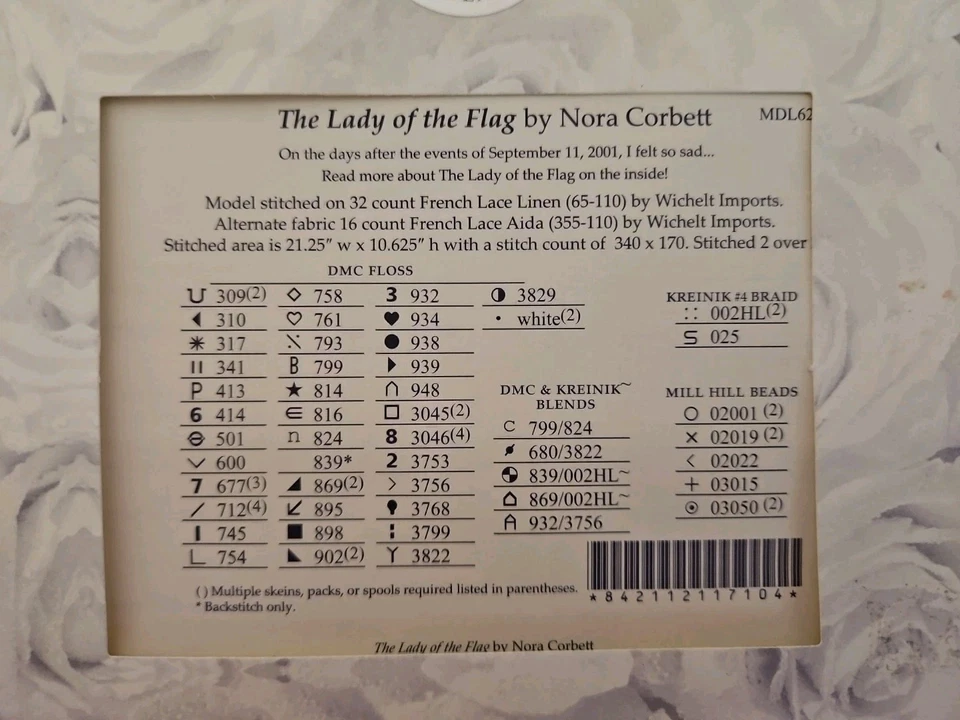 The Lady of the Flag by Nora Corbett MDL62
On the days after the events of September 11, 2001, I felt so sad...
Read more about The Lady of the Flag on the inside!
Model stitched on 32 count French Lace Linen (65-110) by Wichelt Imports.
Alternate fabric 16 count French Lace Aida (355-110) by Wichelt Imports.
Stitched area is 21.25" w x 10.625" h with a stitch count of 340 x 170. Stitched 2 over
DMC FLOSS
309(2)
310
317
341
P 413
6 414
501
600
7 677(3)
/ 712(4)
745
L 754
◇ 758
♡ 761
793
B 799
★ 814
∈ 816
n 824
839*
◢ 869(2)
↙ 895
■ 898
◣ 902(2)
3 932
♥ 934
● 938
939
∩ 948
□ 3045(2)
8 3046(4)
2 3753
> 3756
3768
3799
Y 3822
◑ 3829
• white(2)
DMC & KREINIK~
BLENDS
C 799/824
680/3822
839/002HL~
869/002HL~
A 932/3756
KREINIK #4 BRAID
:: 002HL(2)
S 025
MILL HILL BEADS
○ 02001 (2)
× 02019 (2)
< 02022
+ 03015
⊙ 03050 (2)
( ) Multiple skeins, packs, or spools required listed in parentheses.
* Backstitch only.
*842112117104*
The Lady of the Flag by Nora Corbett